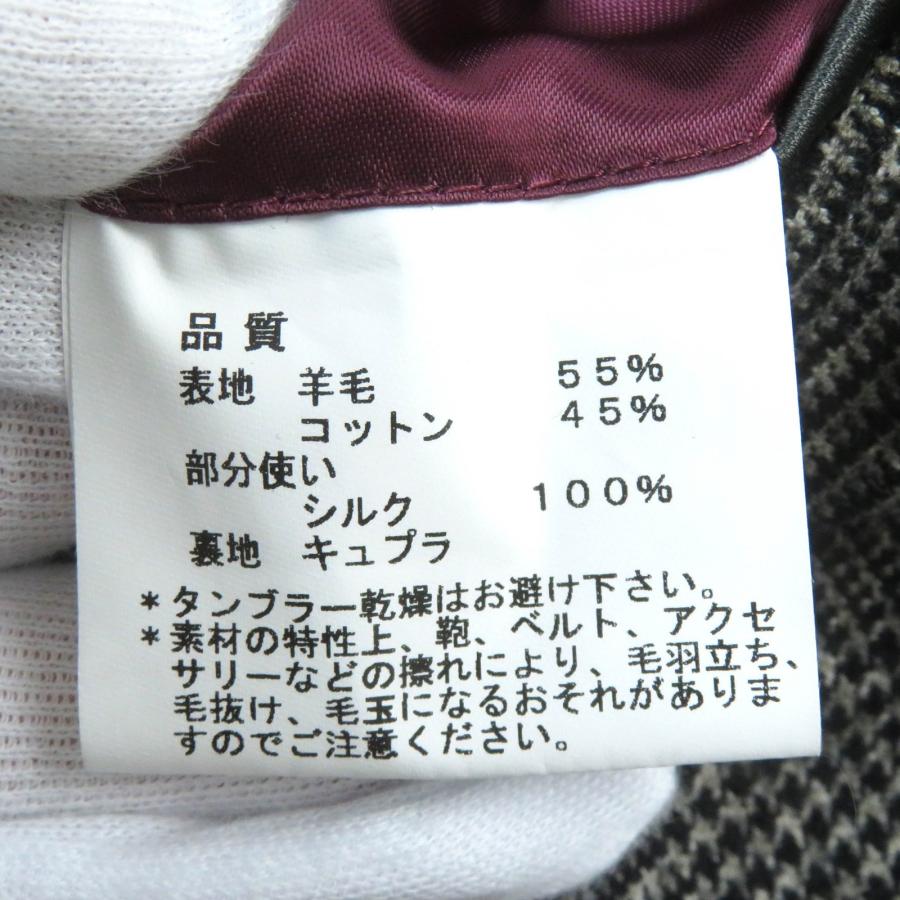 品質
表地 羊毛 55%
コットン 45%
部分使い
シルク 100%
裏地 キュプラ
*タンブラー乾燥はお避け下さい。
*素材の特性上、鞄、ベルト、アクセ
サリーなどの擦れにより、毛羽立ち、
毛抜け、毛玉になるおそれがありま
すのでご注意ください。